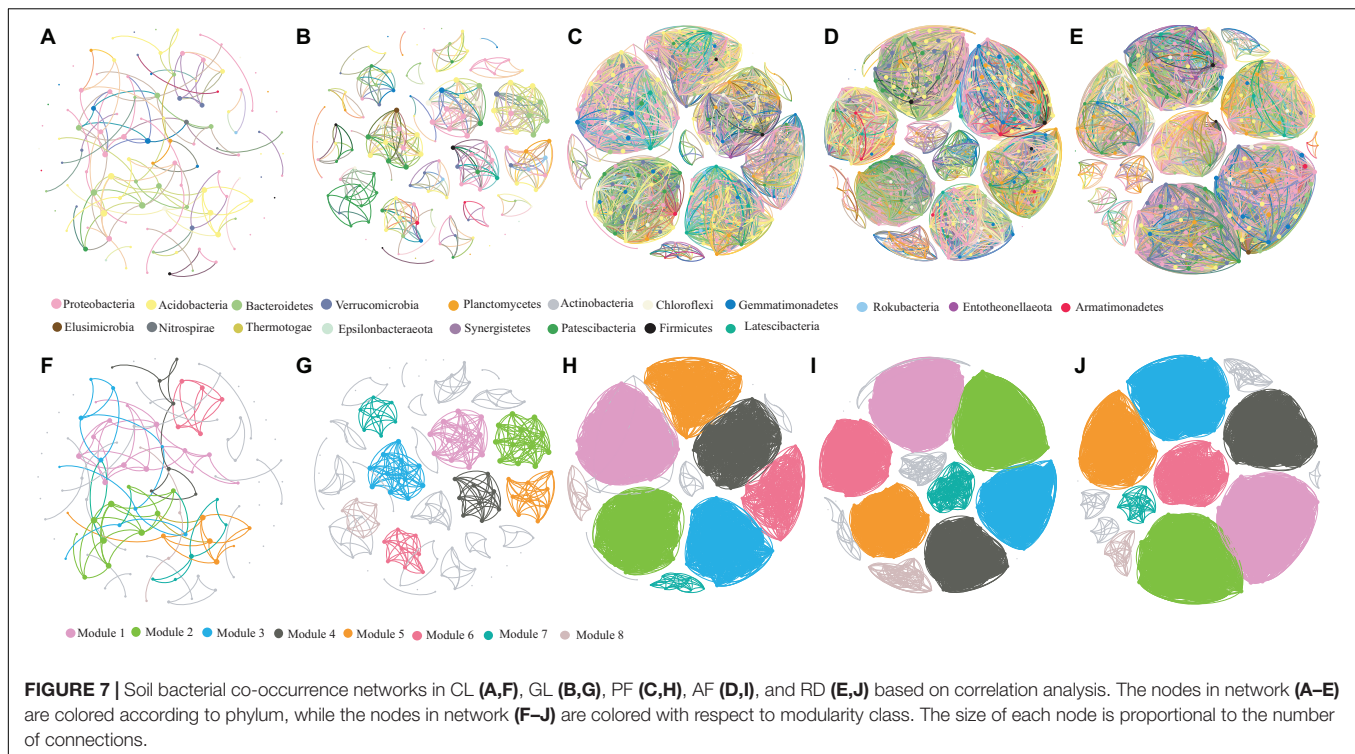 A B C D E
Proteobacteria Acidobacteria Bacteroidetes Verrucomicrobia Planctomycetes Actinobacteria Chloroflexi Gemmatimonadetes Rokubacteria Entotheonellaeota Armatimonadetes
Elusimicrobia Nitrospirae Thermotogae Epsilonbacteraeota Synergistetes Patescibacteria Firmicutes Latescibacteria
F G H I J
Module 1 Module 2 Module 3 Module 4 Module 5 Module 6 Module 7 Module 8
FIGURE 7 | Soil bacterial co-occurrence networks in CL (A,F), GL (B,G), PF (C,H), AF (D,I), and RD (E,J) based on correlation analysis. The nodes in network (A–E)
are colored according to phylum, while the nodes in network (F–J) are colored with respect to modularity class. The size of each node is proportional to the number
of connections.